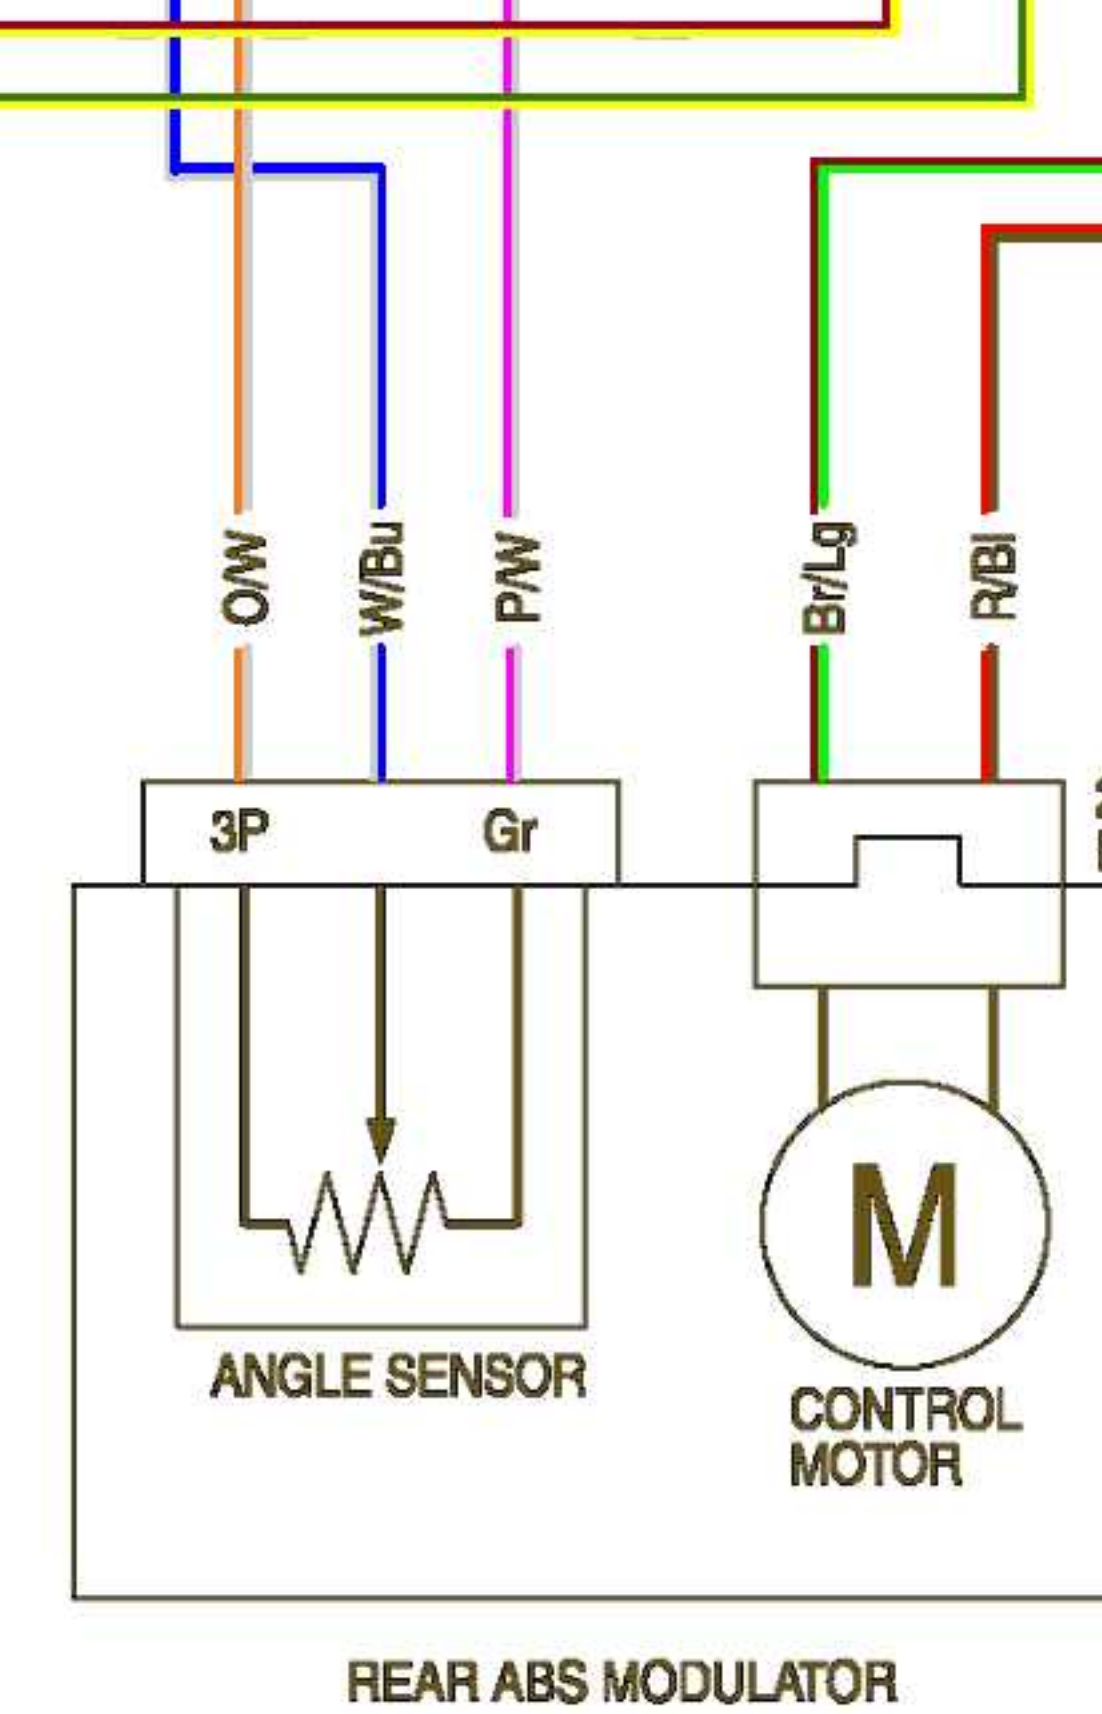 O/W
W/Bu
P/W
Br/Lg
R/Bl
3P
Gr
M
ANGLE SENSOR
CONTROL
MOTOR
REAR ABS MODULATOR